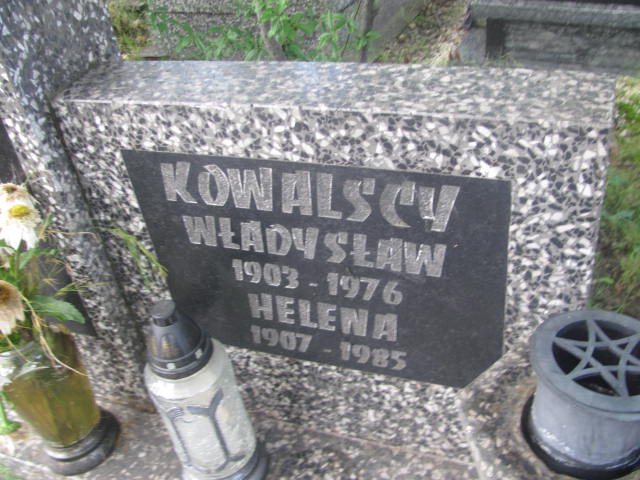 KOWALSCY
WŁADYSŁAW
1903 - 1976
HELENA
1907 - 1985